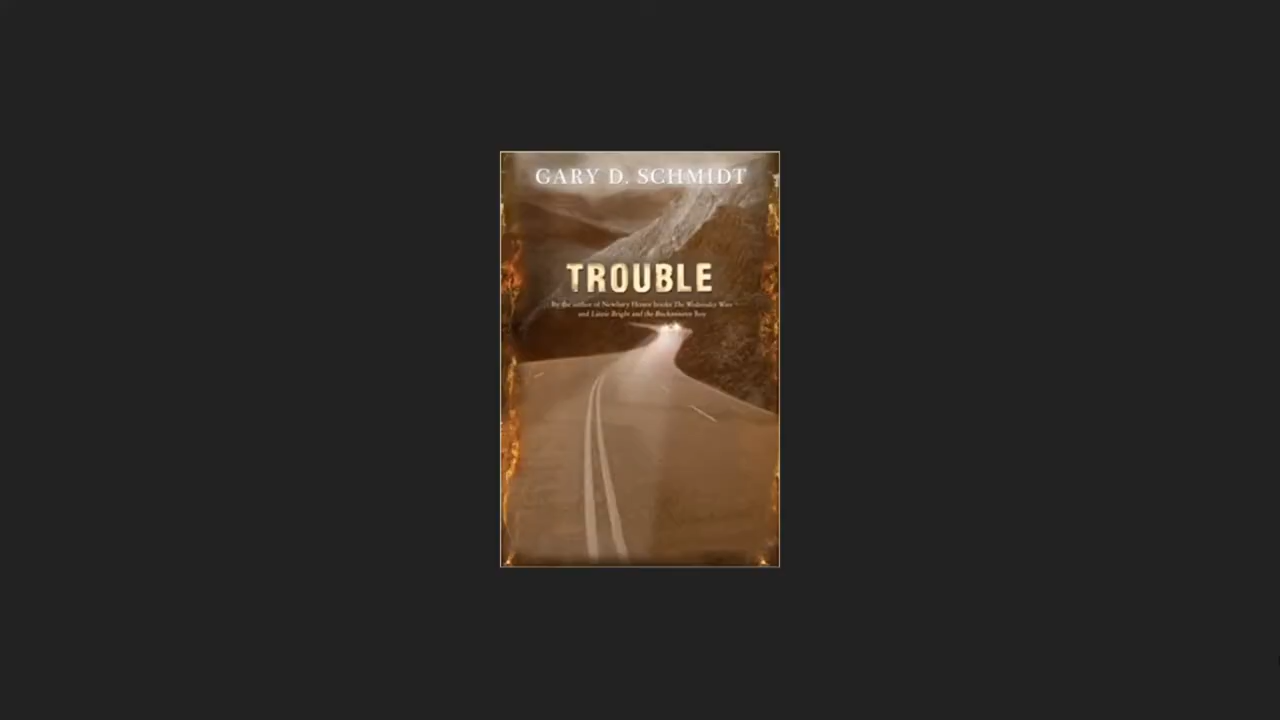 GARY D. SCHMIDT
TROUBLE
By the author of Newbery Honor books The Wednesday Wars
and Lizzie Bright and the Buckminster Boy